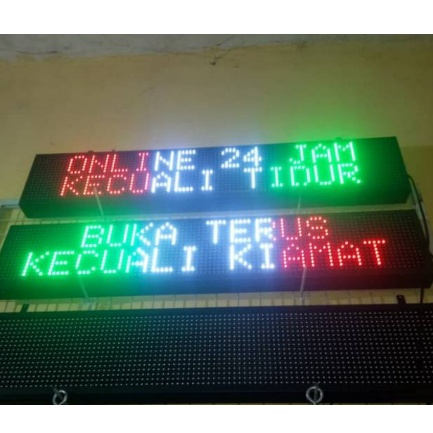 ONLINE 24 JAM
KECUALI TIDUR
BUKA TERUS
KECUALI KIAMAT